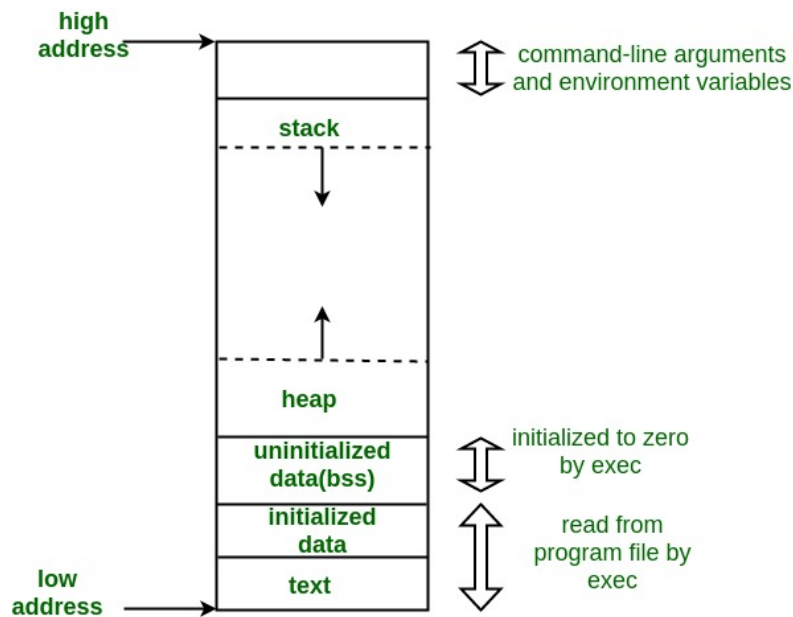 high
address
command-line arguments
and environment variables
stack
heap
uninitialized
data(bss)
initialized to zero
by exec
initialized
data
read from
program file by
exec
text
low
address